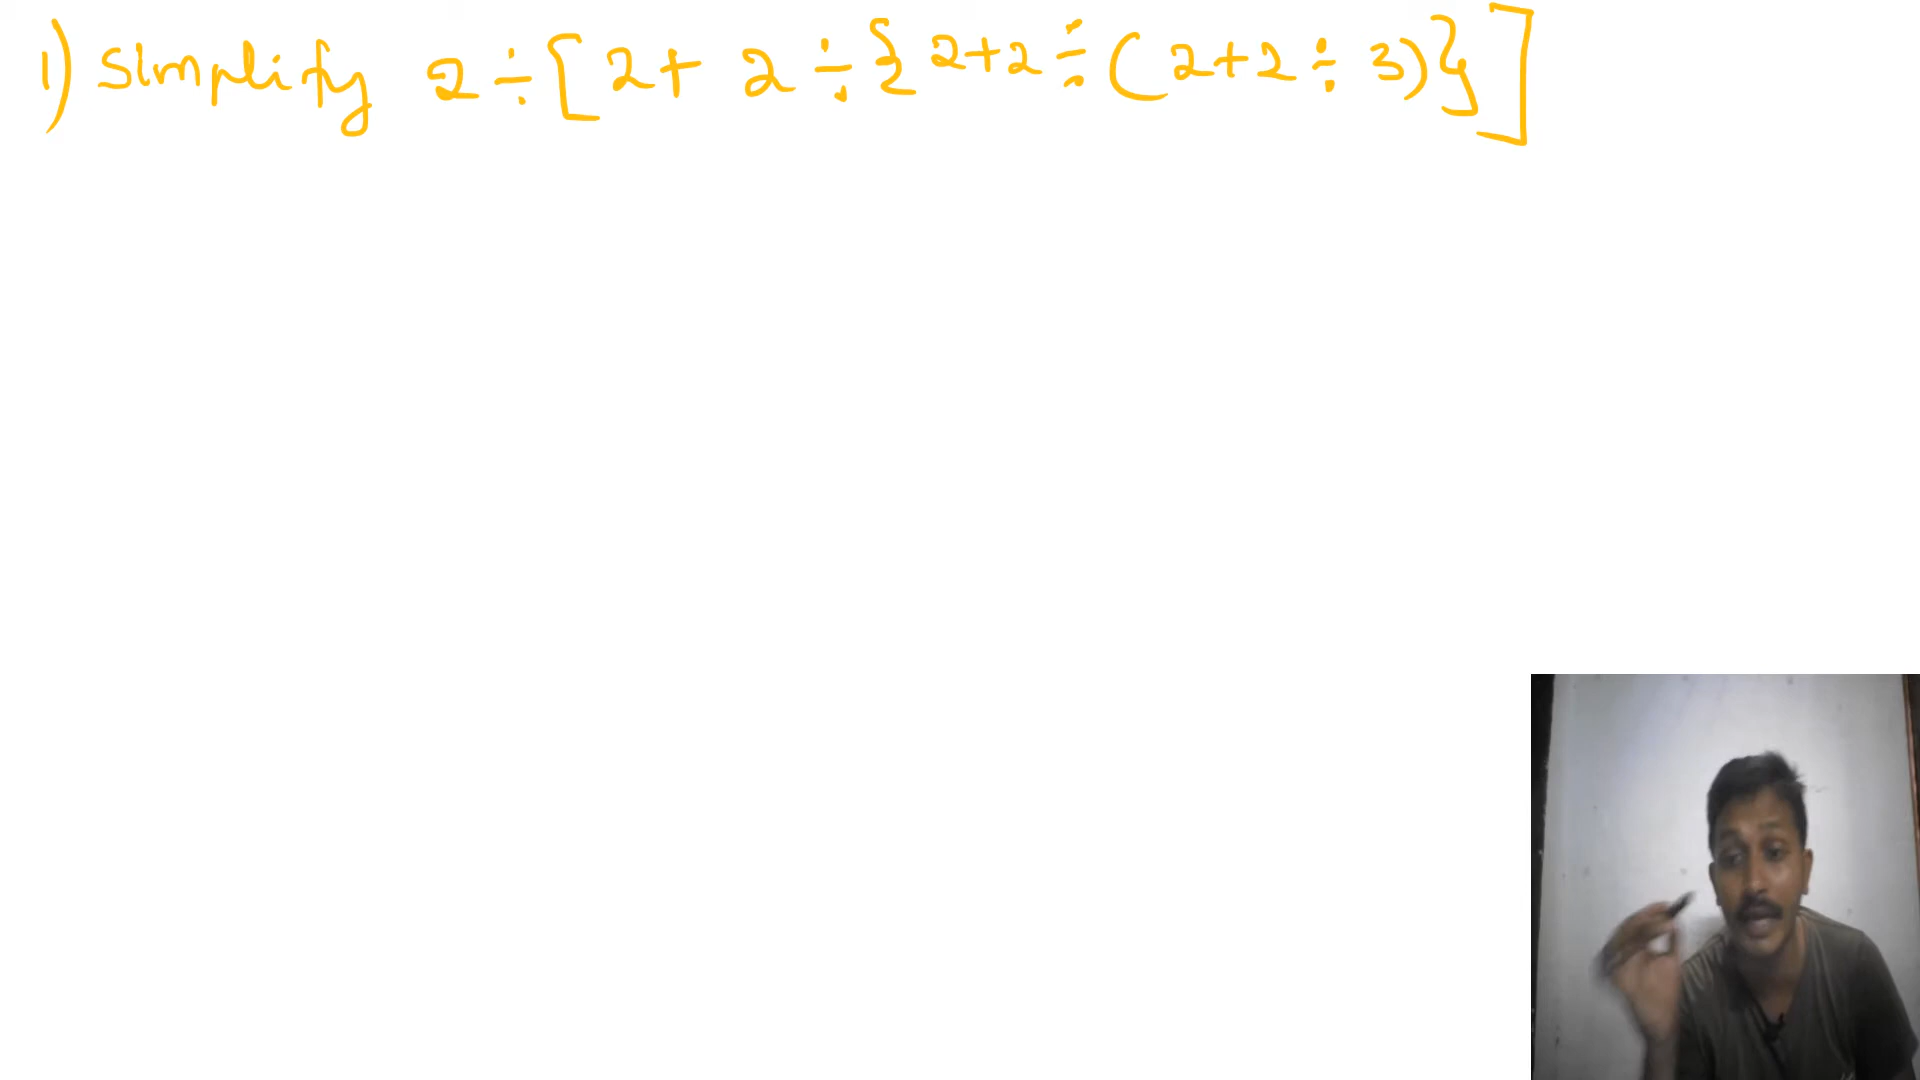 1) Simplify 2 ÷ [ 2 + 2 ÷ { 2 + 2 ÷ ( 2 + 2 ÷ 3 ) } ]